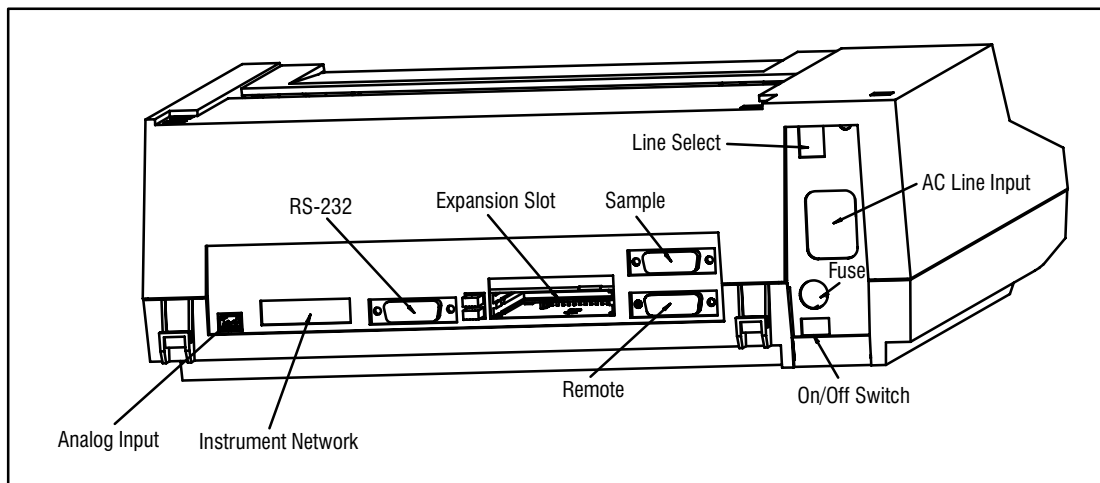 Line Select
AC Line Input
RS-232
Expansion Slot
Sample
Fuse
Remote
On/Off Switch
Analog Input
Instrument Network